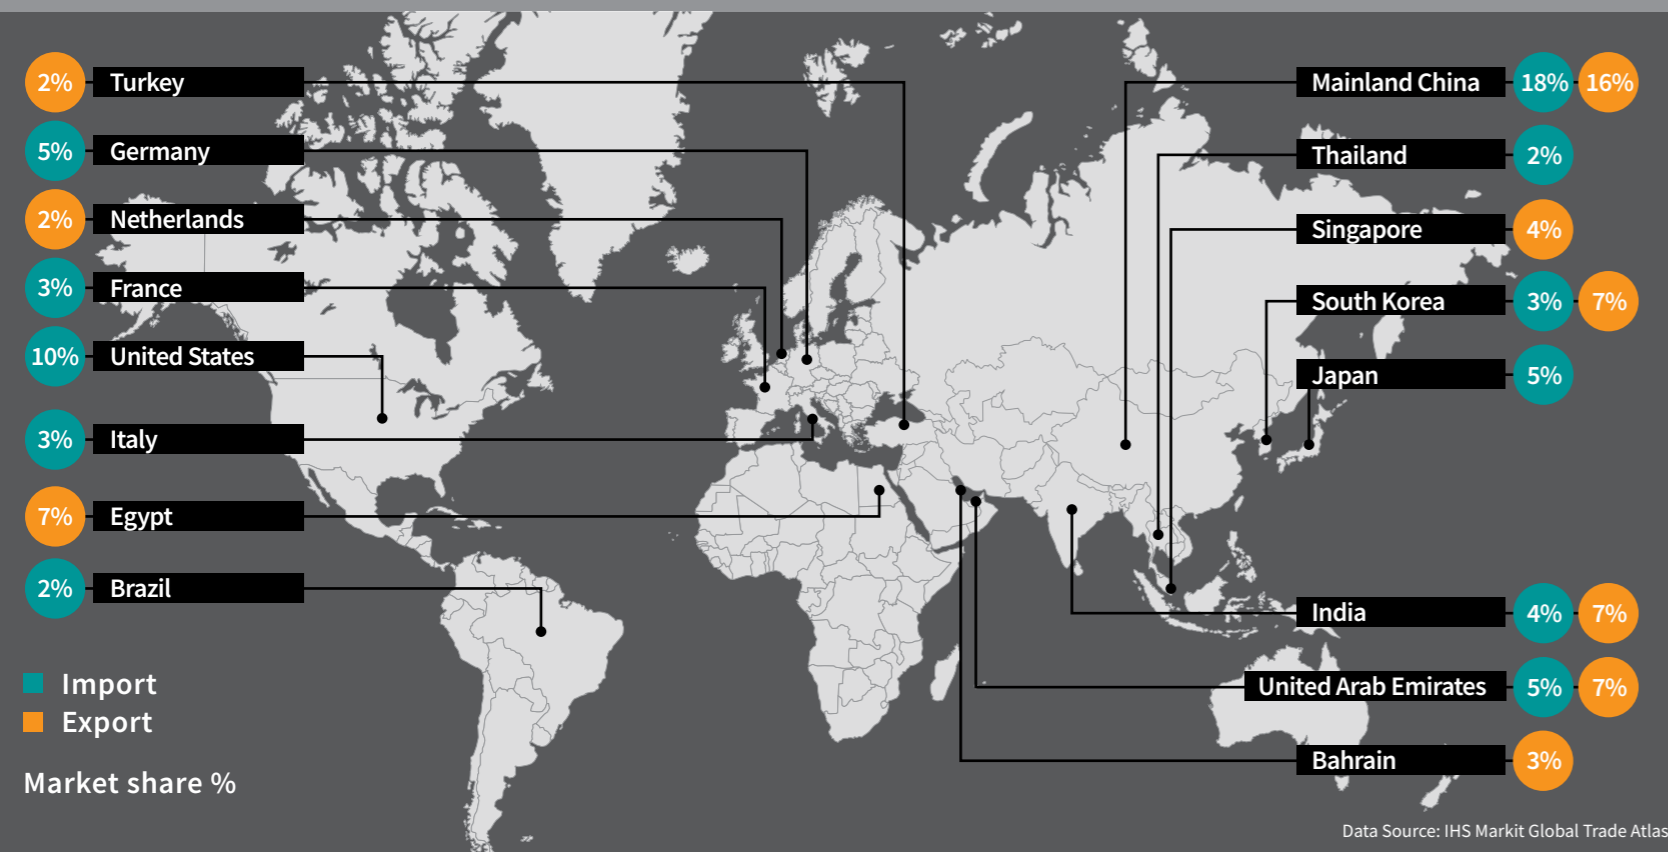 2% Turkey
5% Germany
2% Netherlands
3% France
10% United States
3% Italy
7% Egypt
2% Brazil
Import
Export
Market share %
Mainland China 18% 16%
Thailand 2%
Singapore 4%
South Korea 3% 7%
Japan 5%
India 4% 7%
United Arab Emirates 5% 7%
Bahrain 3%
Data Source: IHS Markit Global Trade Atlas